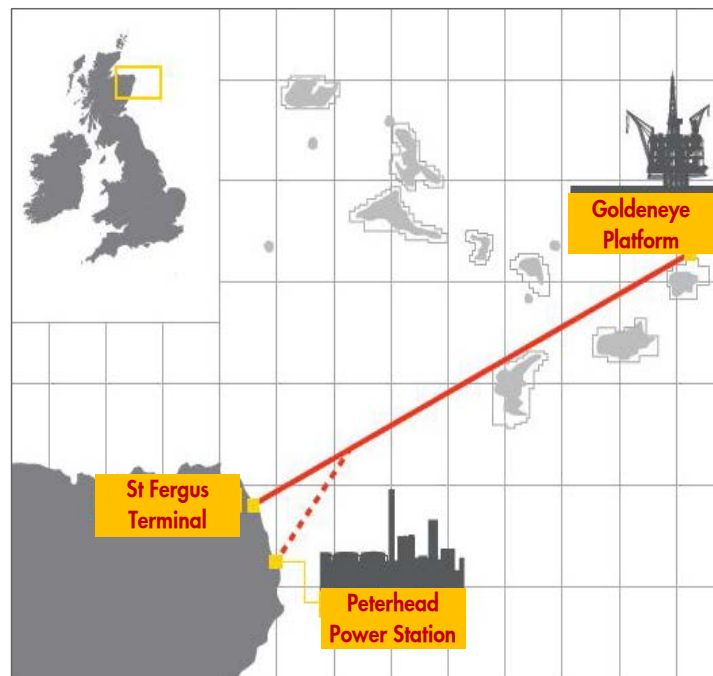 Goldeneye
Platform
St Fergus
Terminal
Peterhead
Power Station